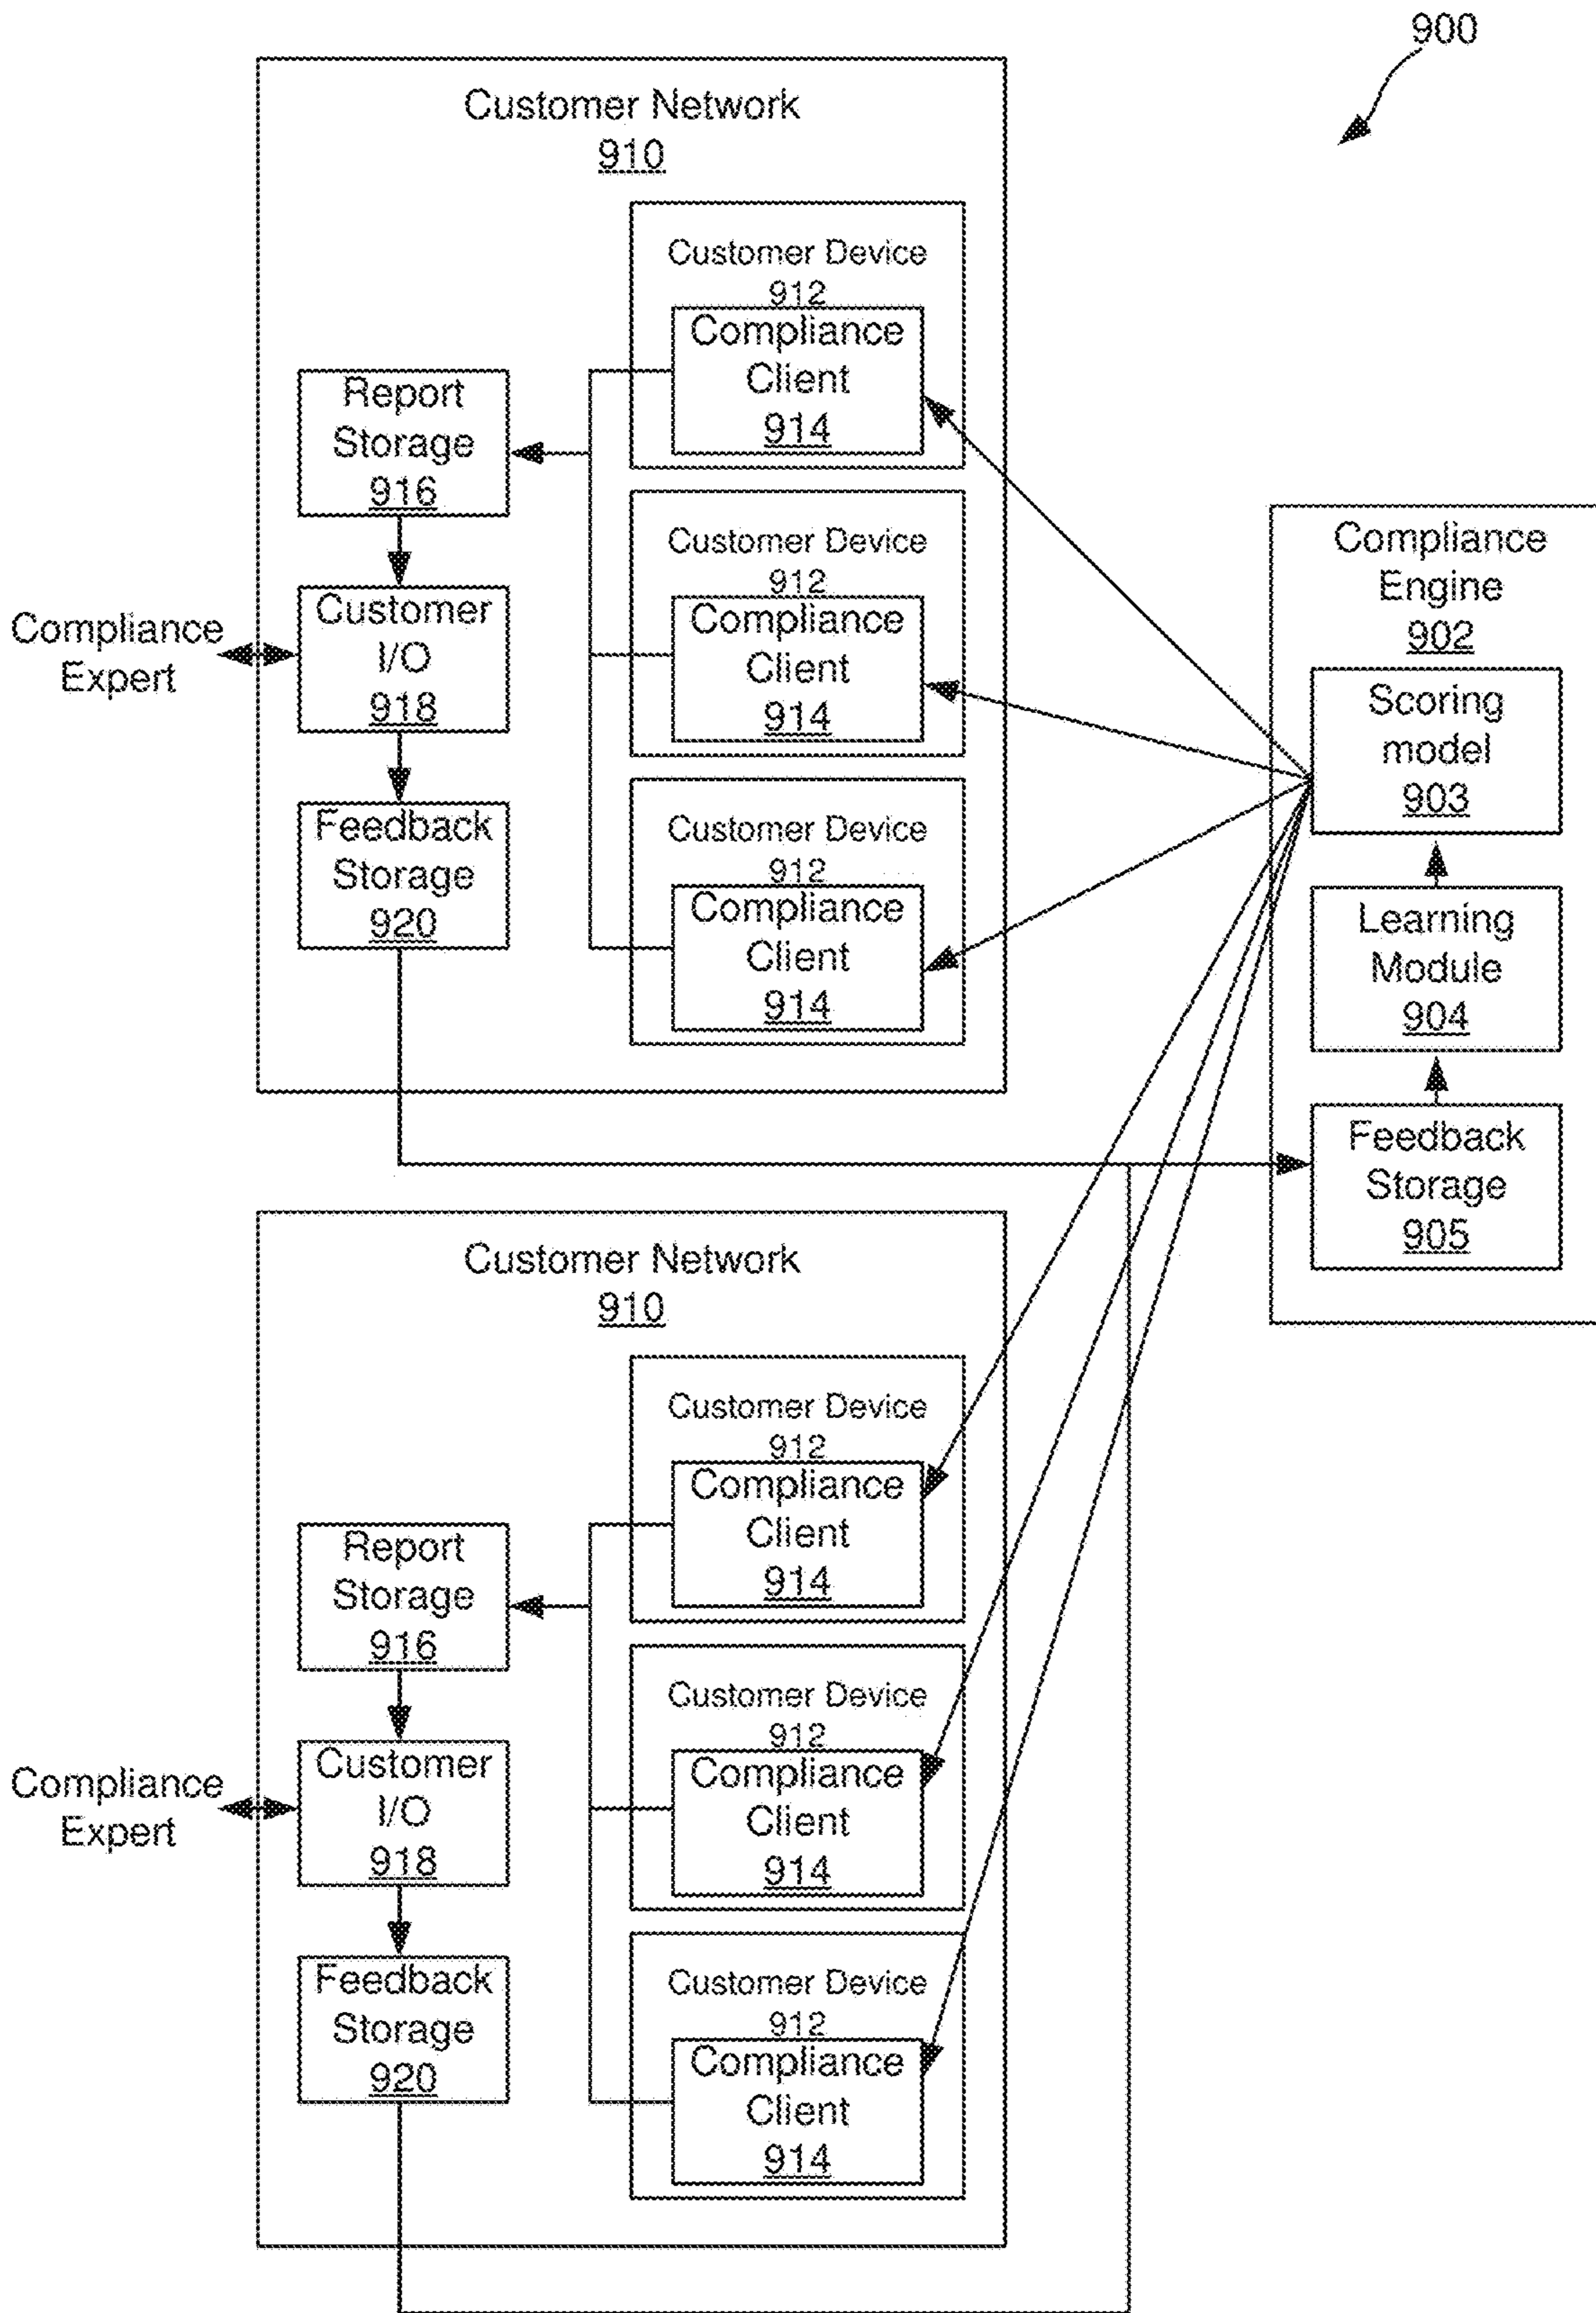 900
Customer Network
910
Customer Device
912
Compliance
Client
914
Customer Device
912
Compliance
Client
914
Customer Device
912
Compliance
Client
914
Report
Storage
916
Customer
I/O
918
Feedback
Storage
920
Compliance
Expert
Compliance
Engine
902
Scoring
model
903
Learning
Module
904
Feedback
Storage
905
Customer Network
910
Customer Device
912
Compliance
Client
914
Customer Device
912
Compliance
Client
914
Customer Device
912
Compliance
Client
914
Report
Storage
916
Customer
I/O
918
Feedback
Storage
920
Compliance
Expert